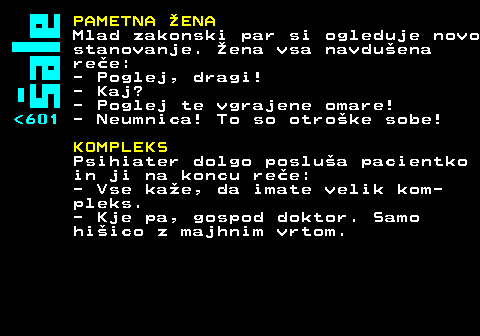 Šale
<601
PAMETNA ŽENA
Mlad zakonski par si ogleduje novo
stanovanje. Žena vsa navdušena
reče:
- Poglej, dragi!
- Kaj?
- Poglej te vgrajene omare!
- Neumnica! To so otroške sobe!
KOMPLEKS
Psihiater dolgo posluša pacientko
in ji na koncu reče:
- Vse kaže, da imate velik kom-
pleks.
- Kje pa, gospod doktor. Samo
hišico z majhnim vrtom.